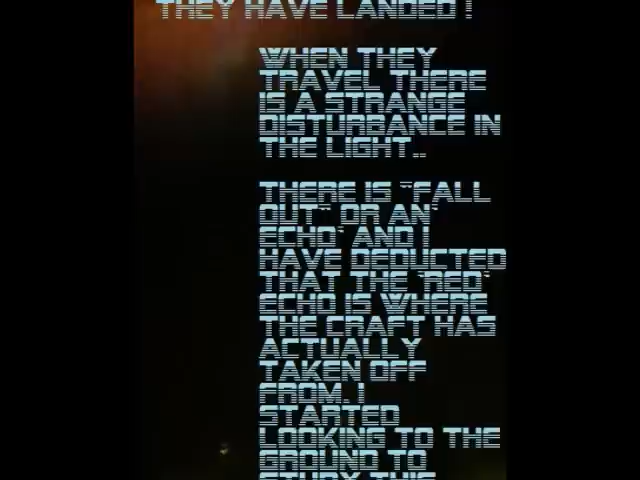 THEY HAVE LANDED!
WHEN THEY
TRAVEL THERE
IS A STRANGE
DISTURBANCE IN
THE LIGHT..
THERE IS "FALL
OUT" OR AN"
ECHO" AND I
HAVE DEDUCTED
THAT THE "RED"
ECHO IS WHERE
THE CRAFT HAS
ACTUALLY
TAKEN OFF
FROM. I
STARTED
LOOKING TO THE
GROUND TO
STUDY THIS